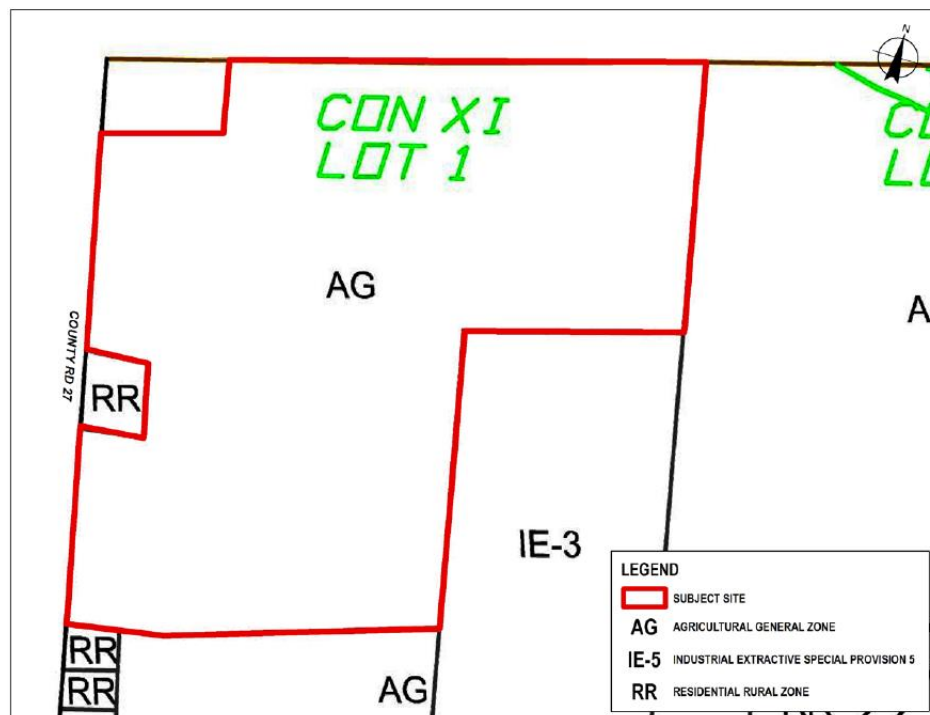 N
CON XI
LOT 1
AG
COUNTY RD 27
RR
IE-3
RR
RR
AG
LEGEND
SUBJECT SITE
AG AGRICULTURAL GENERAL ZONE
IE-5 INDUSTRIAL EXTRACTIVE SPECIAL PROVISION 5
RR RESIDENTIAL RURAL ZONE